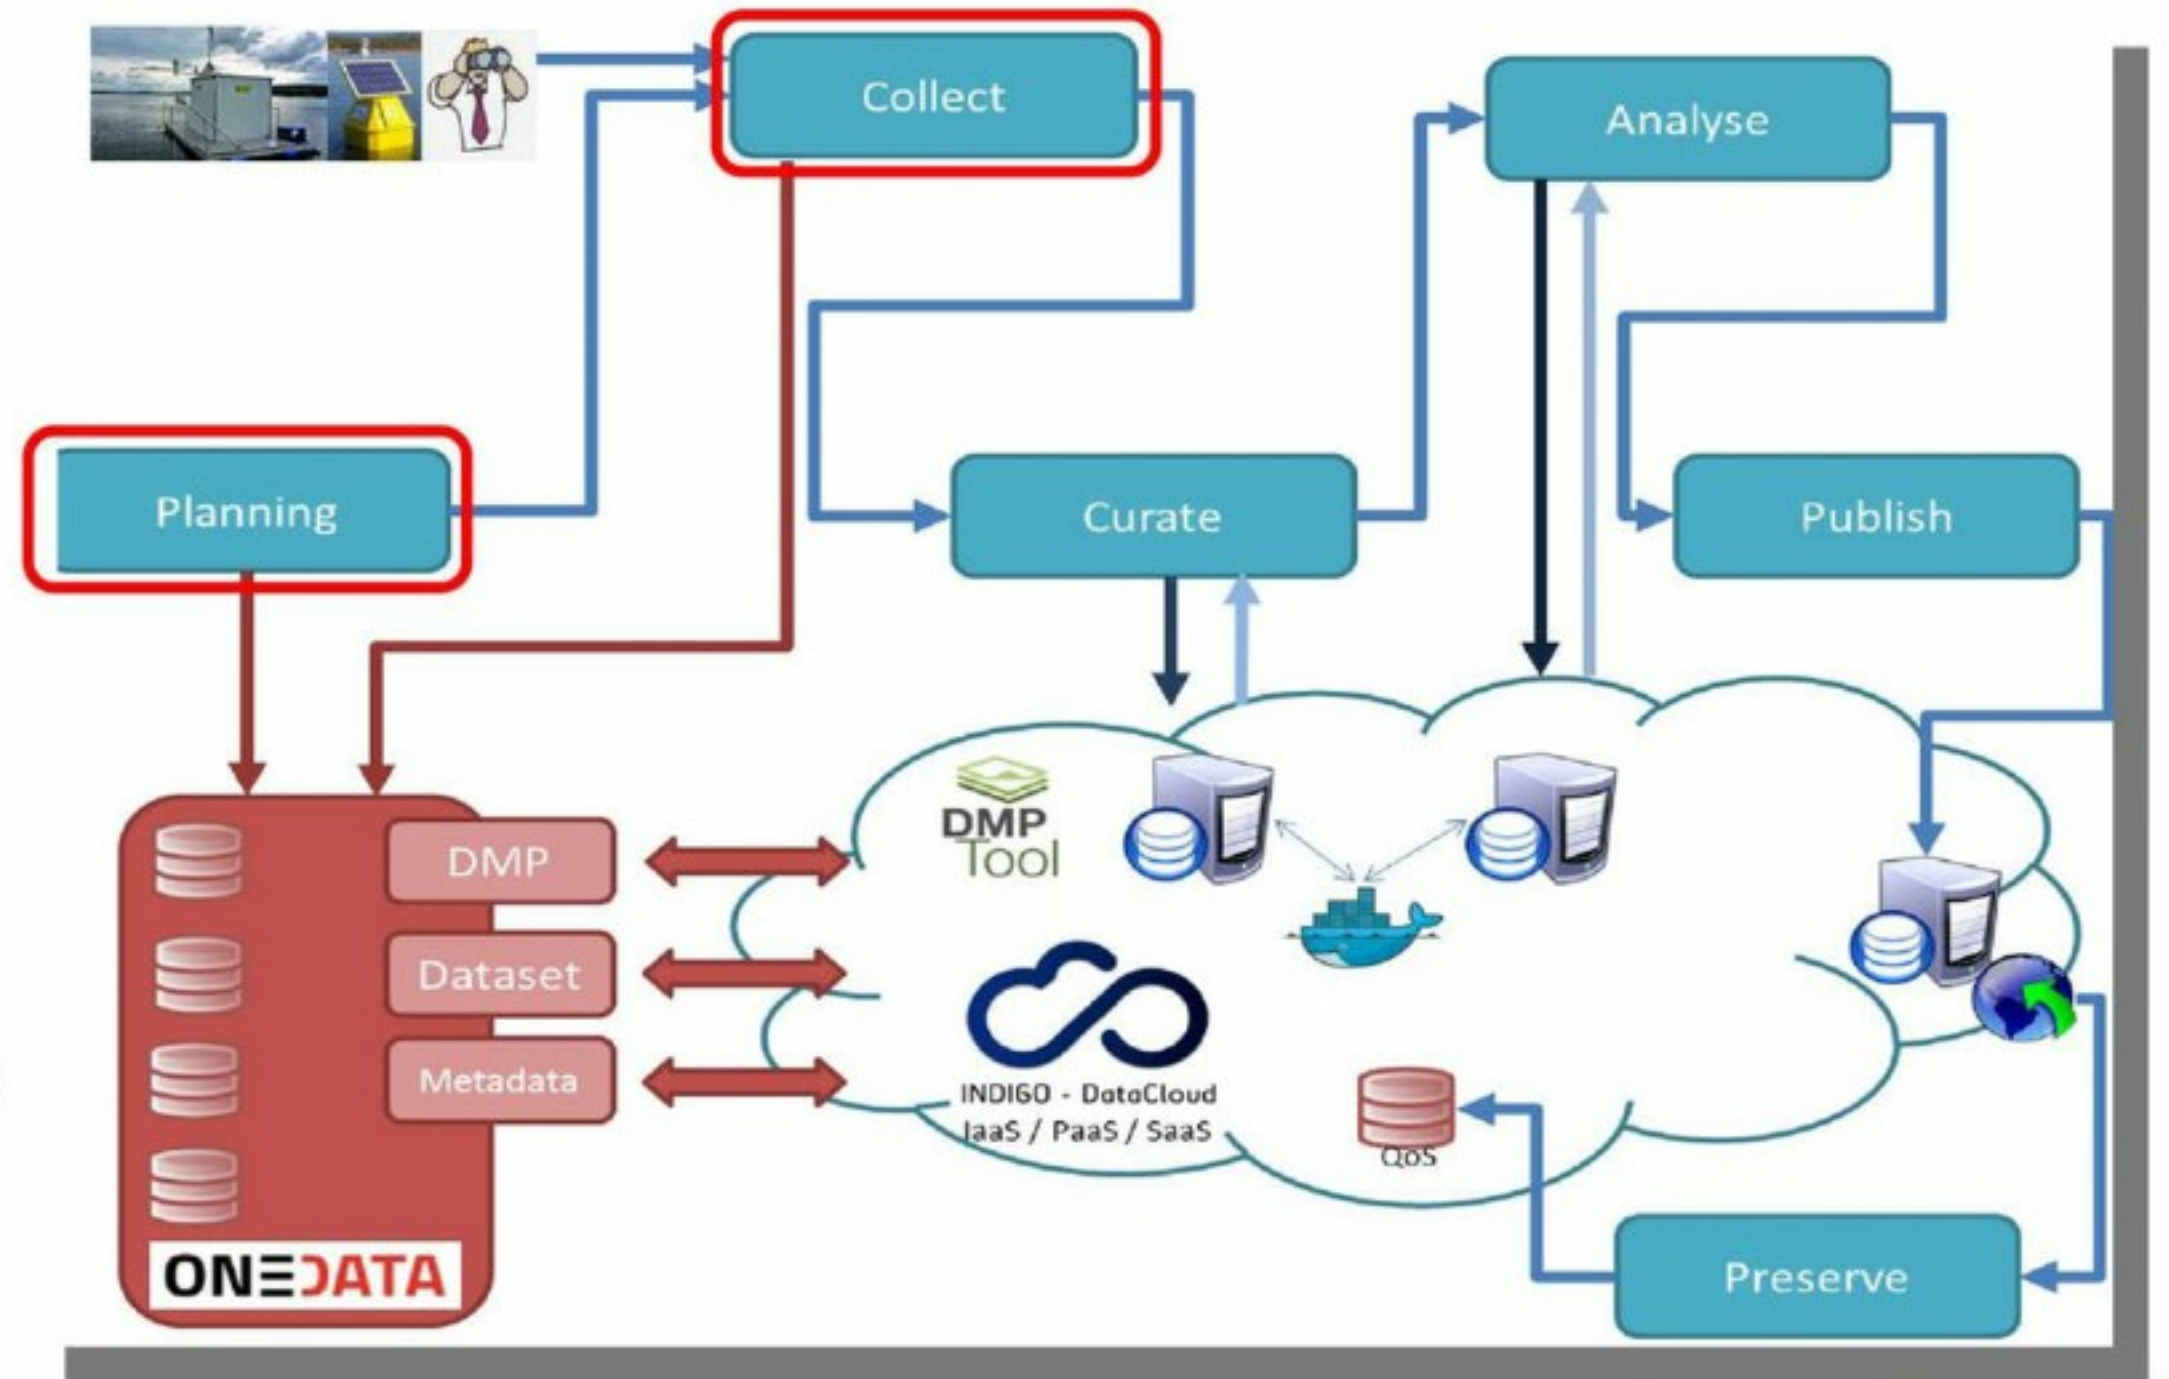 Collect
Analyse
Planning
Curate
Publish
DMP
Tool
DMP
Dataset
Metadata
INDIGO - DataCloud
IaaS / PaaS / SaaS
QoS
ONEDATA
Preserve